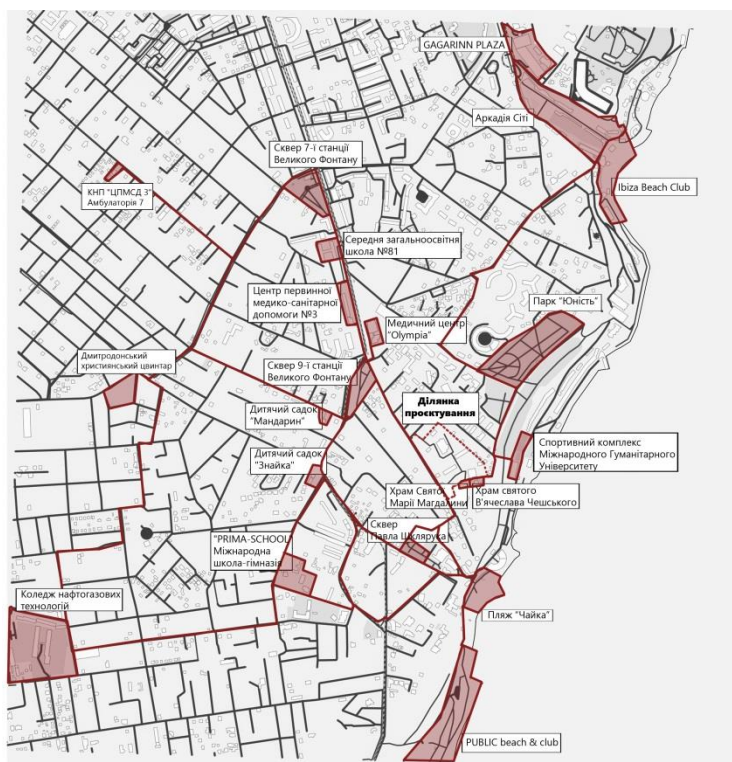 GAGARINN PLAZA
Аркадія Сіті
Сквер 7-ї станції
Великого Фонтану
КНП "ЦПМСД 3"
Амбулаторія 7
Ibiza Beach Club
Середня загальноосвітня
школа №81
Центр первинної
медико-санітарної
допомоги №3
Парк "Юність"
Медичний центр
"Olympia"
Дмитродонський
християнський цвинтар
Сквер 9-ї станції
Великого Фонтану
Ділянка
проєктування
Дитячий садок
"Мандарин"
Спортивний комплекс
Міжнародного Гуманітарного
Університету
Дитячий садок
"Знайка"
Храм Святої
Марії Магдалини
Храм святого
В'ячеслава Чешського
Сквер
Павла Шклярука
"PRIMA-SCHOOL"
Міжнародна
школа-гімназія
Коледж нафтогазових
технологій
Пляж "Чайка"
PUBLIC beach & club